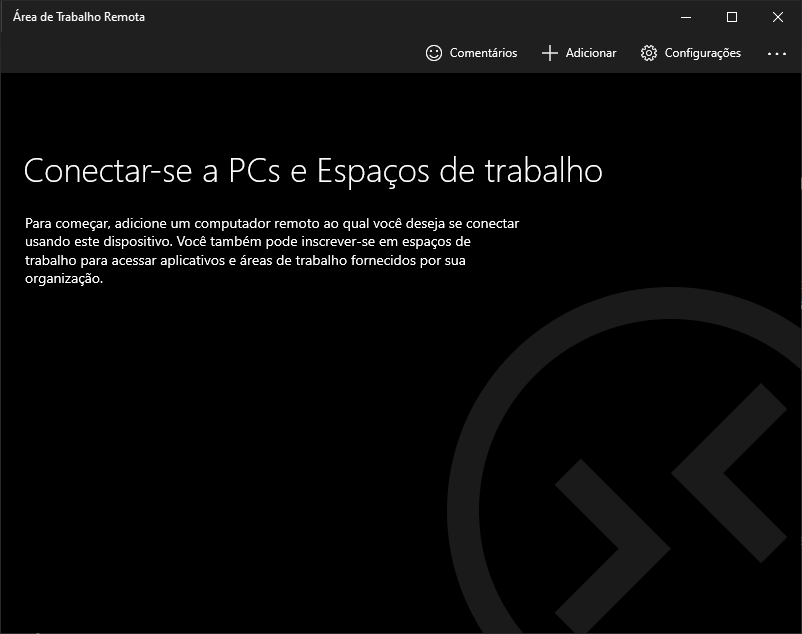 Área de Trabalho Remota
Comentários
Adicionar
Configurações
Conectar-se a PCs e Espaços de trabalho
Para começar, adicione um computador remoto ao qual você deseja se conectar
usando este dispositivo. Você também pode inscrever-se em espaços de
trabalho para acessar aplicativos e áreas de trabalho fornecidos por sua
organização.